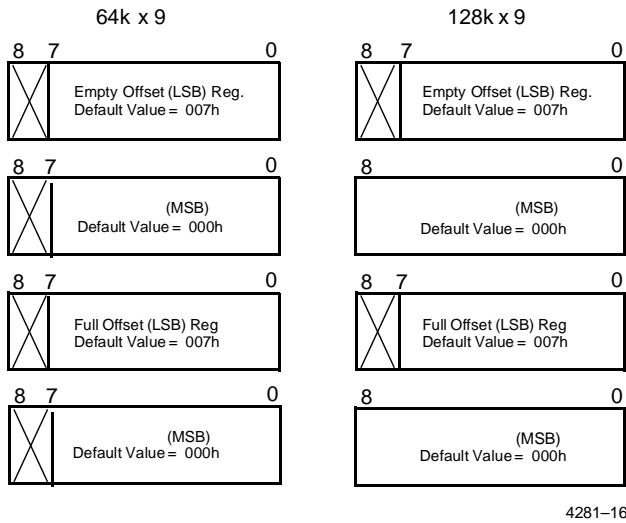 64k x 9
8 7 0
Empty Offset (LSB) Reg.
Default Value = 007h
8 7 0
(MSB)
Default Value = 000h
8 7 0
Full Offset (LSB) Reg
Default Value = 007h
8 7 0
(MSB)
Default Value = 000h
128k x 9
8 7 0
Empty Offset (LSB) Reg.
Default Value = 007h
8 0
(MSB)
Default Value = 000h
8 7 0
Full Offset (LSB) Reg
Default Value = 007h
8 0
(MSB)
Default Value = 000h
4281–16